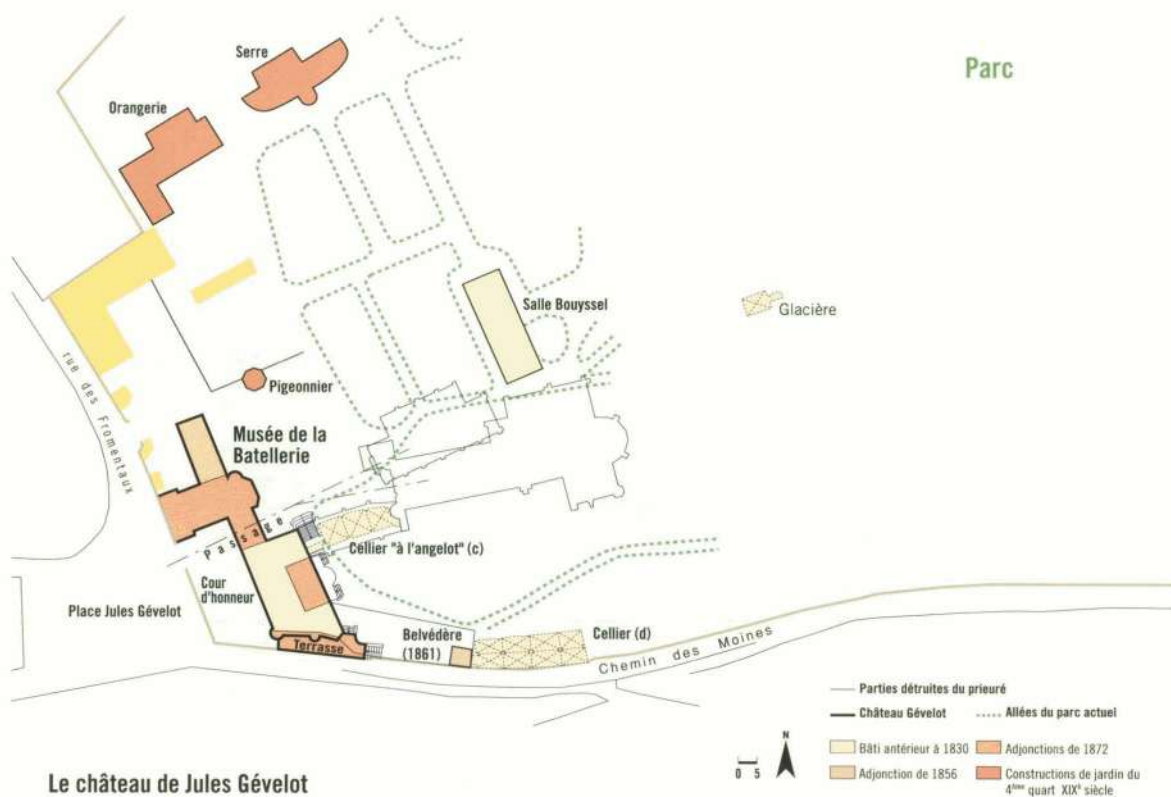 Serre
Parc
Orangerie
Salle Bouyssel
Glacière
rue des Fromentaux
Pigeonnier
Musée de la
Batellerie
Passage
Cellier "à l'angelot" (c)
Cour
d'honneur
Place Jules Gévelot
Belvédère
(1861)
Cellier (d)
Terrasse
Chemin des Moines
Parties détruites du prieuré
Château Gévelot
Allées du parc actuel
N
Bâti antérieur à 1830
Adjonctions de 1872
0 5
Adjonction de 1856
Constructions de jardin du
4ème quart XIXè siècle
Le château de Jules Gévelot